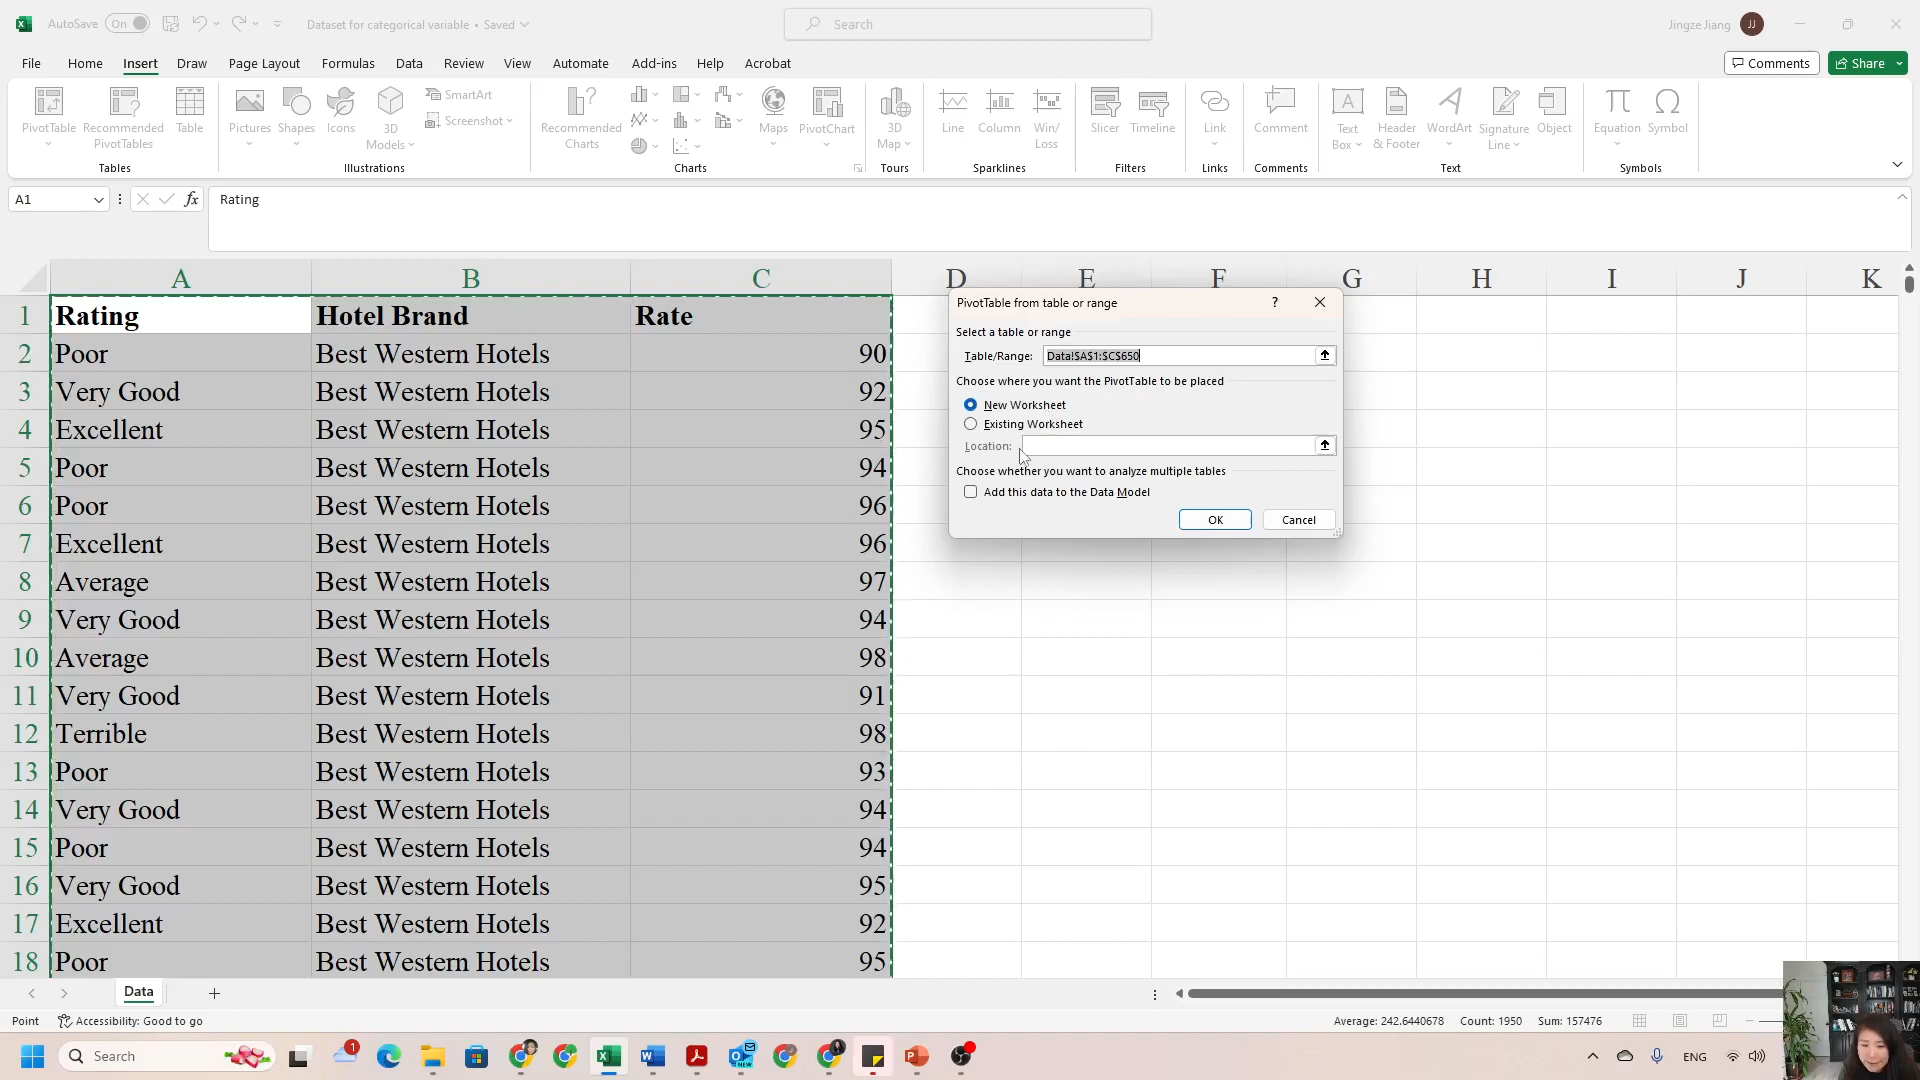 AutoSave On Dataset for categorical variable • Saved Search Jingze Jiang JJ
File Home Insert Draw Page Layout Formulas Data Review View Automate Add-ins Help Acrobat Comments Share
PivotTable Recommended PivotTables Table Pictures Shapes Icons 3D Models SmartArt Screenshot Recommended Charts Maps PivotChart 3D Map Line Column Win/Loss Slicer Timeline Link Comment Text Box Header & Footer WordArt Signature Line Object Equation Symbol
Tables Illustrations Charts Tours Sparklines Filters Links Comments Text Symbols
A1 fx Rating
A B C D E F G H I J K
1 Rating Hotel Brand Rate
2 Poor Best Western Hotels 90
3 Very Good Best Western Hotels 92
4 Excellent Best Western Hotels 95
5 Poor Best Western Hotels 94
6 Poor Best Western Hotels 96
7 Excellent Best Western Hotels 96
8 Average Best Western Hotels 97
9 Very Good Best Western Hotels 94
10 Average Best Western Hotels 98
11 Very Good Best Western Hotels 91
12 Terrible Best Western Hotels 98
13 Poor Best Western Hotels 93
14 Very Good Best Western Hotels 94
15 Poor Best Western Hotels 94
16 Very Good Best Western Hotels 95
17 Excellent Best Western Hotels 92
18 Poor Best Western Hotels 95
PivotTable from table or range ?
Select a table or range
Table/Range: Data!$A$1:$C$650
Choose where you want the PivotTable to be placed
New Worksheet
Existing Worksheet
Location:
Choose whether you want to analyze multiple tables
Add this data to the Data Model
OK Cancel
Data
Point Accessibility: Good to go Average: 242.6440678 Count: 1950 Sum: 157476
Search 1 NEW ENG